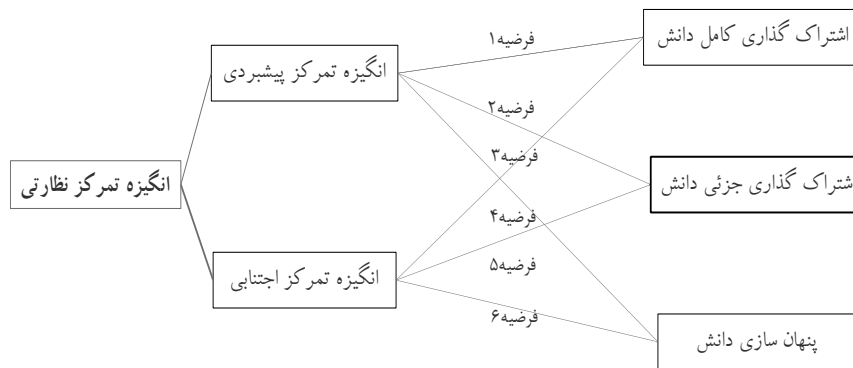 اشتراک گذاری کامل دانش
فرضیه۱
انگیزه تمرکز پیشبردی
فرضیه۲
فرضیه۳
انگیزه تمرکز نظارتی
شتراک گذاری جزئی دانش
فرضیه۴
انگیزه تمرکز اجتنابی
فرضیه۵
فرضیه۶
پنهان سازی دانش